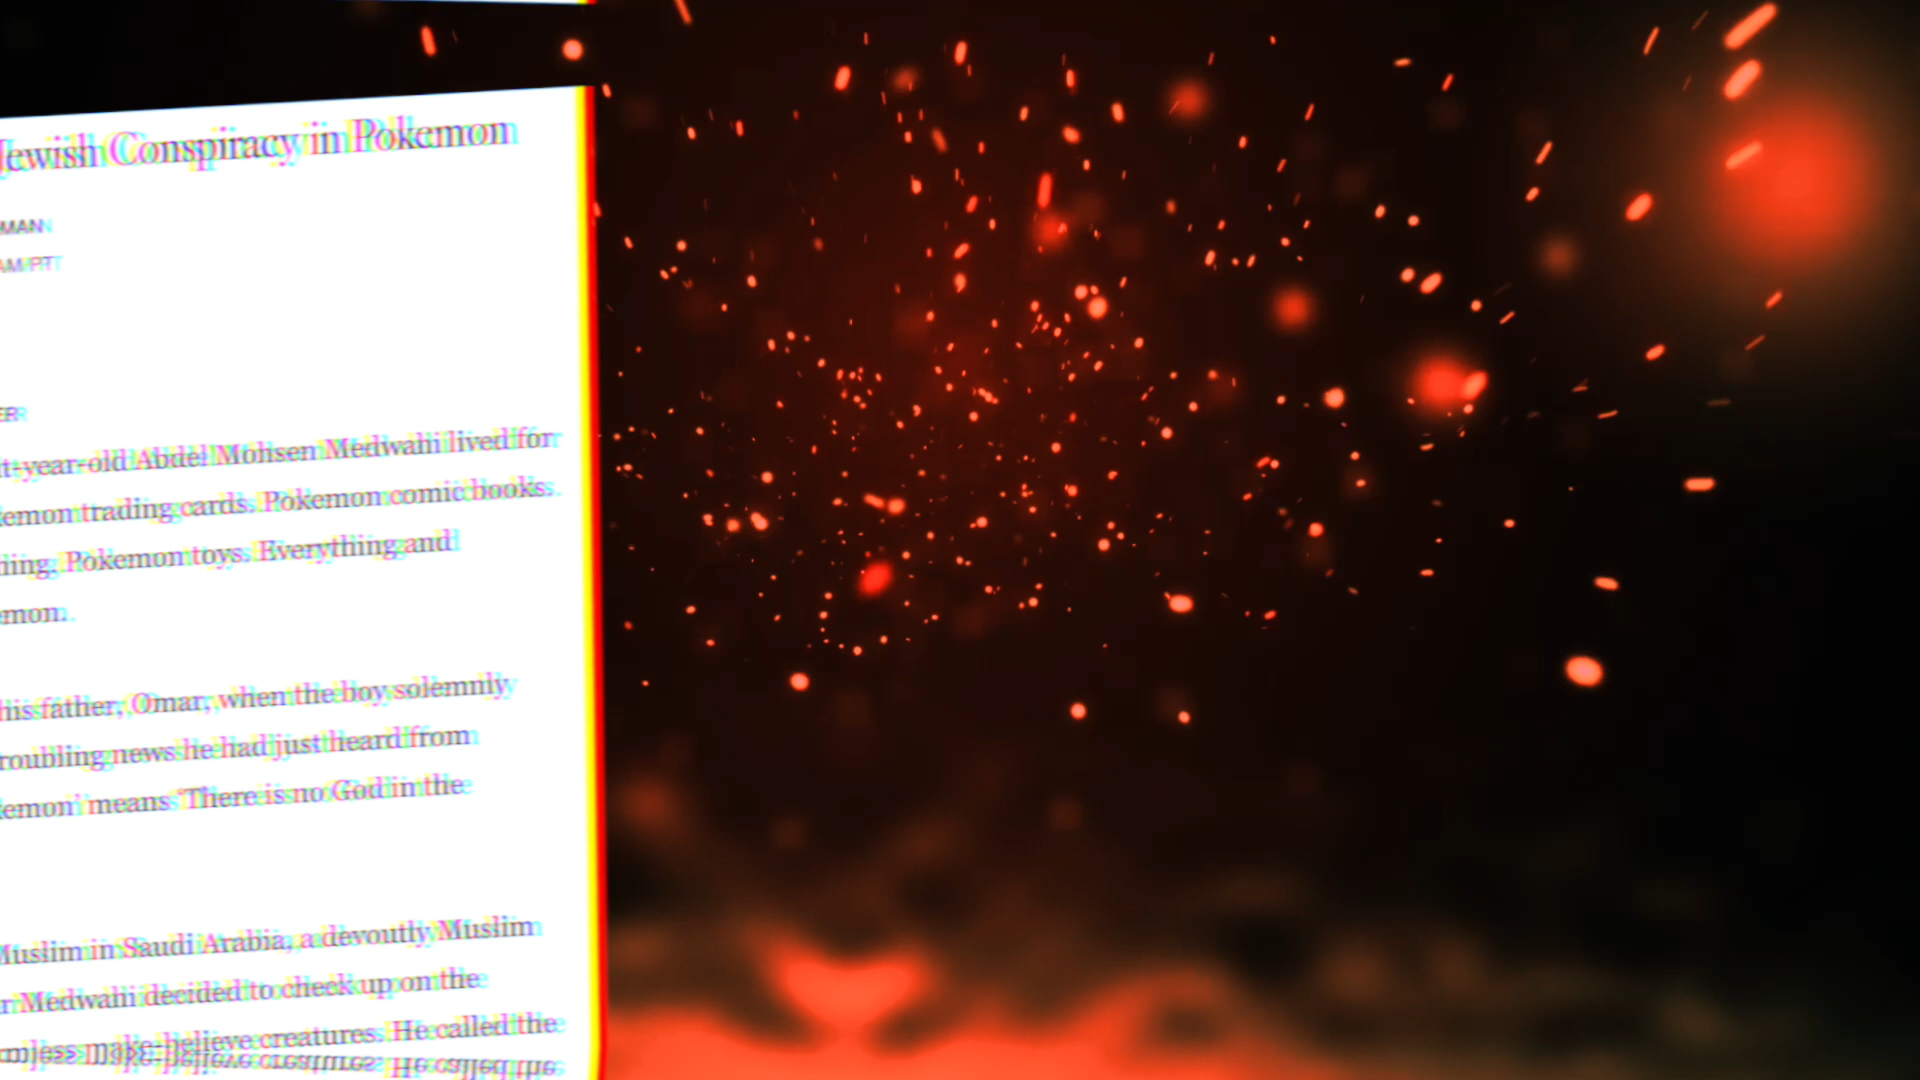 Jewish Conspiracy in Pokemon
MAN
AM PT
ER
t-year-old Abdel Mohsen Medwahi lived for
emon trading cards. Pokemon comic books.
hing. Pokemon toys. Everything and
emon.
his father, Omar, when the boy solemnly
roubling news he had just heard from
emon' means 'There is no God in the
Muslim in Saudi Arabia, a devoutly Muslim
r Medwahi decided to check up on the
mless make-believe creatures. He called the